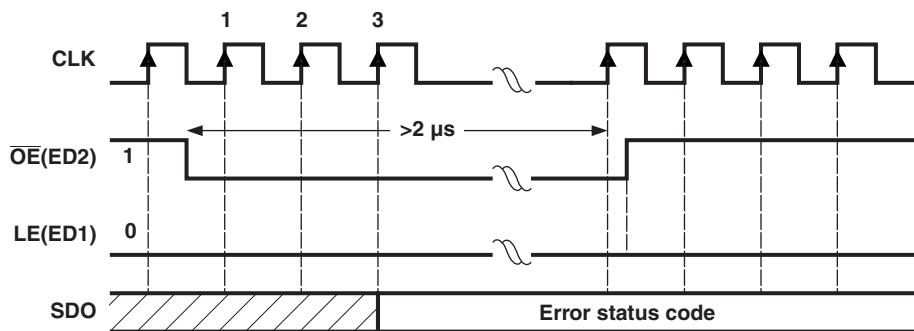 1 2 3
CLK
>2 µs
OE(ED2) 1
LE(ED1) 0
SDO Error status code